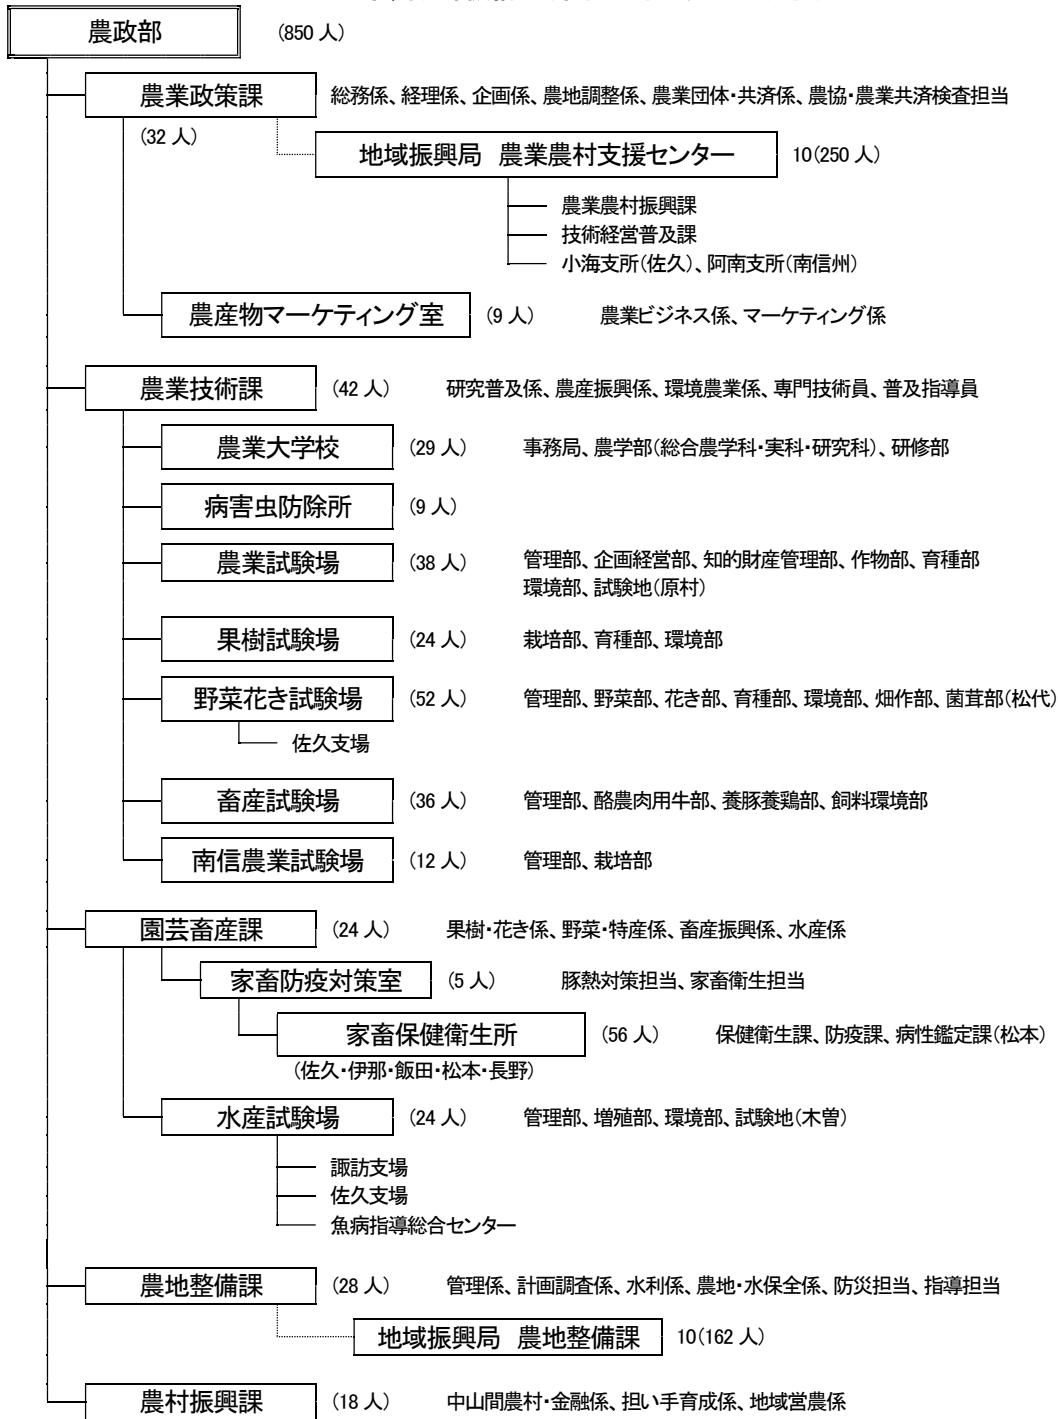 農政部 (850 人)
農業政策課 総務係、経理係、企画係、農地調整係、農業団体・共済係、農協・農業共済検査担当
(32 人)
地域振興局 農業農村支援センター 10(250 人)
農業農村振興課
技術経営普及課
小海支所(佐久)、阿南支所(南信州)
農産物マーケティング室 (9 人) 農業ビジネス係、マーケティング係
農業技術課 (42 人) 研究普及係、農産振興係、環境農業係、専門技術員、普及指導員
農業大学校 (29 人) 事務局、農学部(総合農学科・実科・研究科)、研修部
病害虫防除所 (9 人)
農業試験場 (38 人) 管理部、企画経営部、知的財産管理部、作物部、育種部
環境部、試験地(原村)
果樹試験場 (24 人) 栽培部、育種部、環境部
野菜花き試験場 (52 人) 管理部、野菜部、花き部、育種部、環境部、畑作部、菌茸部(松代)
佐久支場
畜産試験場 (36 人) 管理部、酪農肉用牛部、養豚養鶏部、飼料環境部
南信農業試験場 (12 人) 管理部、栽培部
園芸畜産課 (24 人) 果樹・花き係、野菜・特産係、畜産振興係、水産係
家畜防疫対策室 (5 人) 豚熱対策担当、家畜衛生担当
家畜保健衛生所 (56 人) 保健衛生課、防疫課、病性鑑定課(松本)
(佐久・伊那・飯田・松本・長野)
水産試験場 (24 人) 管理部、増殖部、環境部、試験地(木曽)
諏訪支場
佐久支場
魚病指導総合センター
農地整備課 (28 人) 管理係、計画調査係、水利係、農地・水保全係、防災担当、指導担当
地域振興局 農地整備課 10(162 人)
農村振興課 (18 人) 中山間農村・金融係、担い手育成係、地域営農係